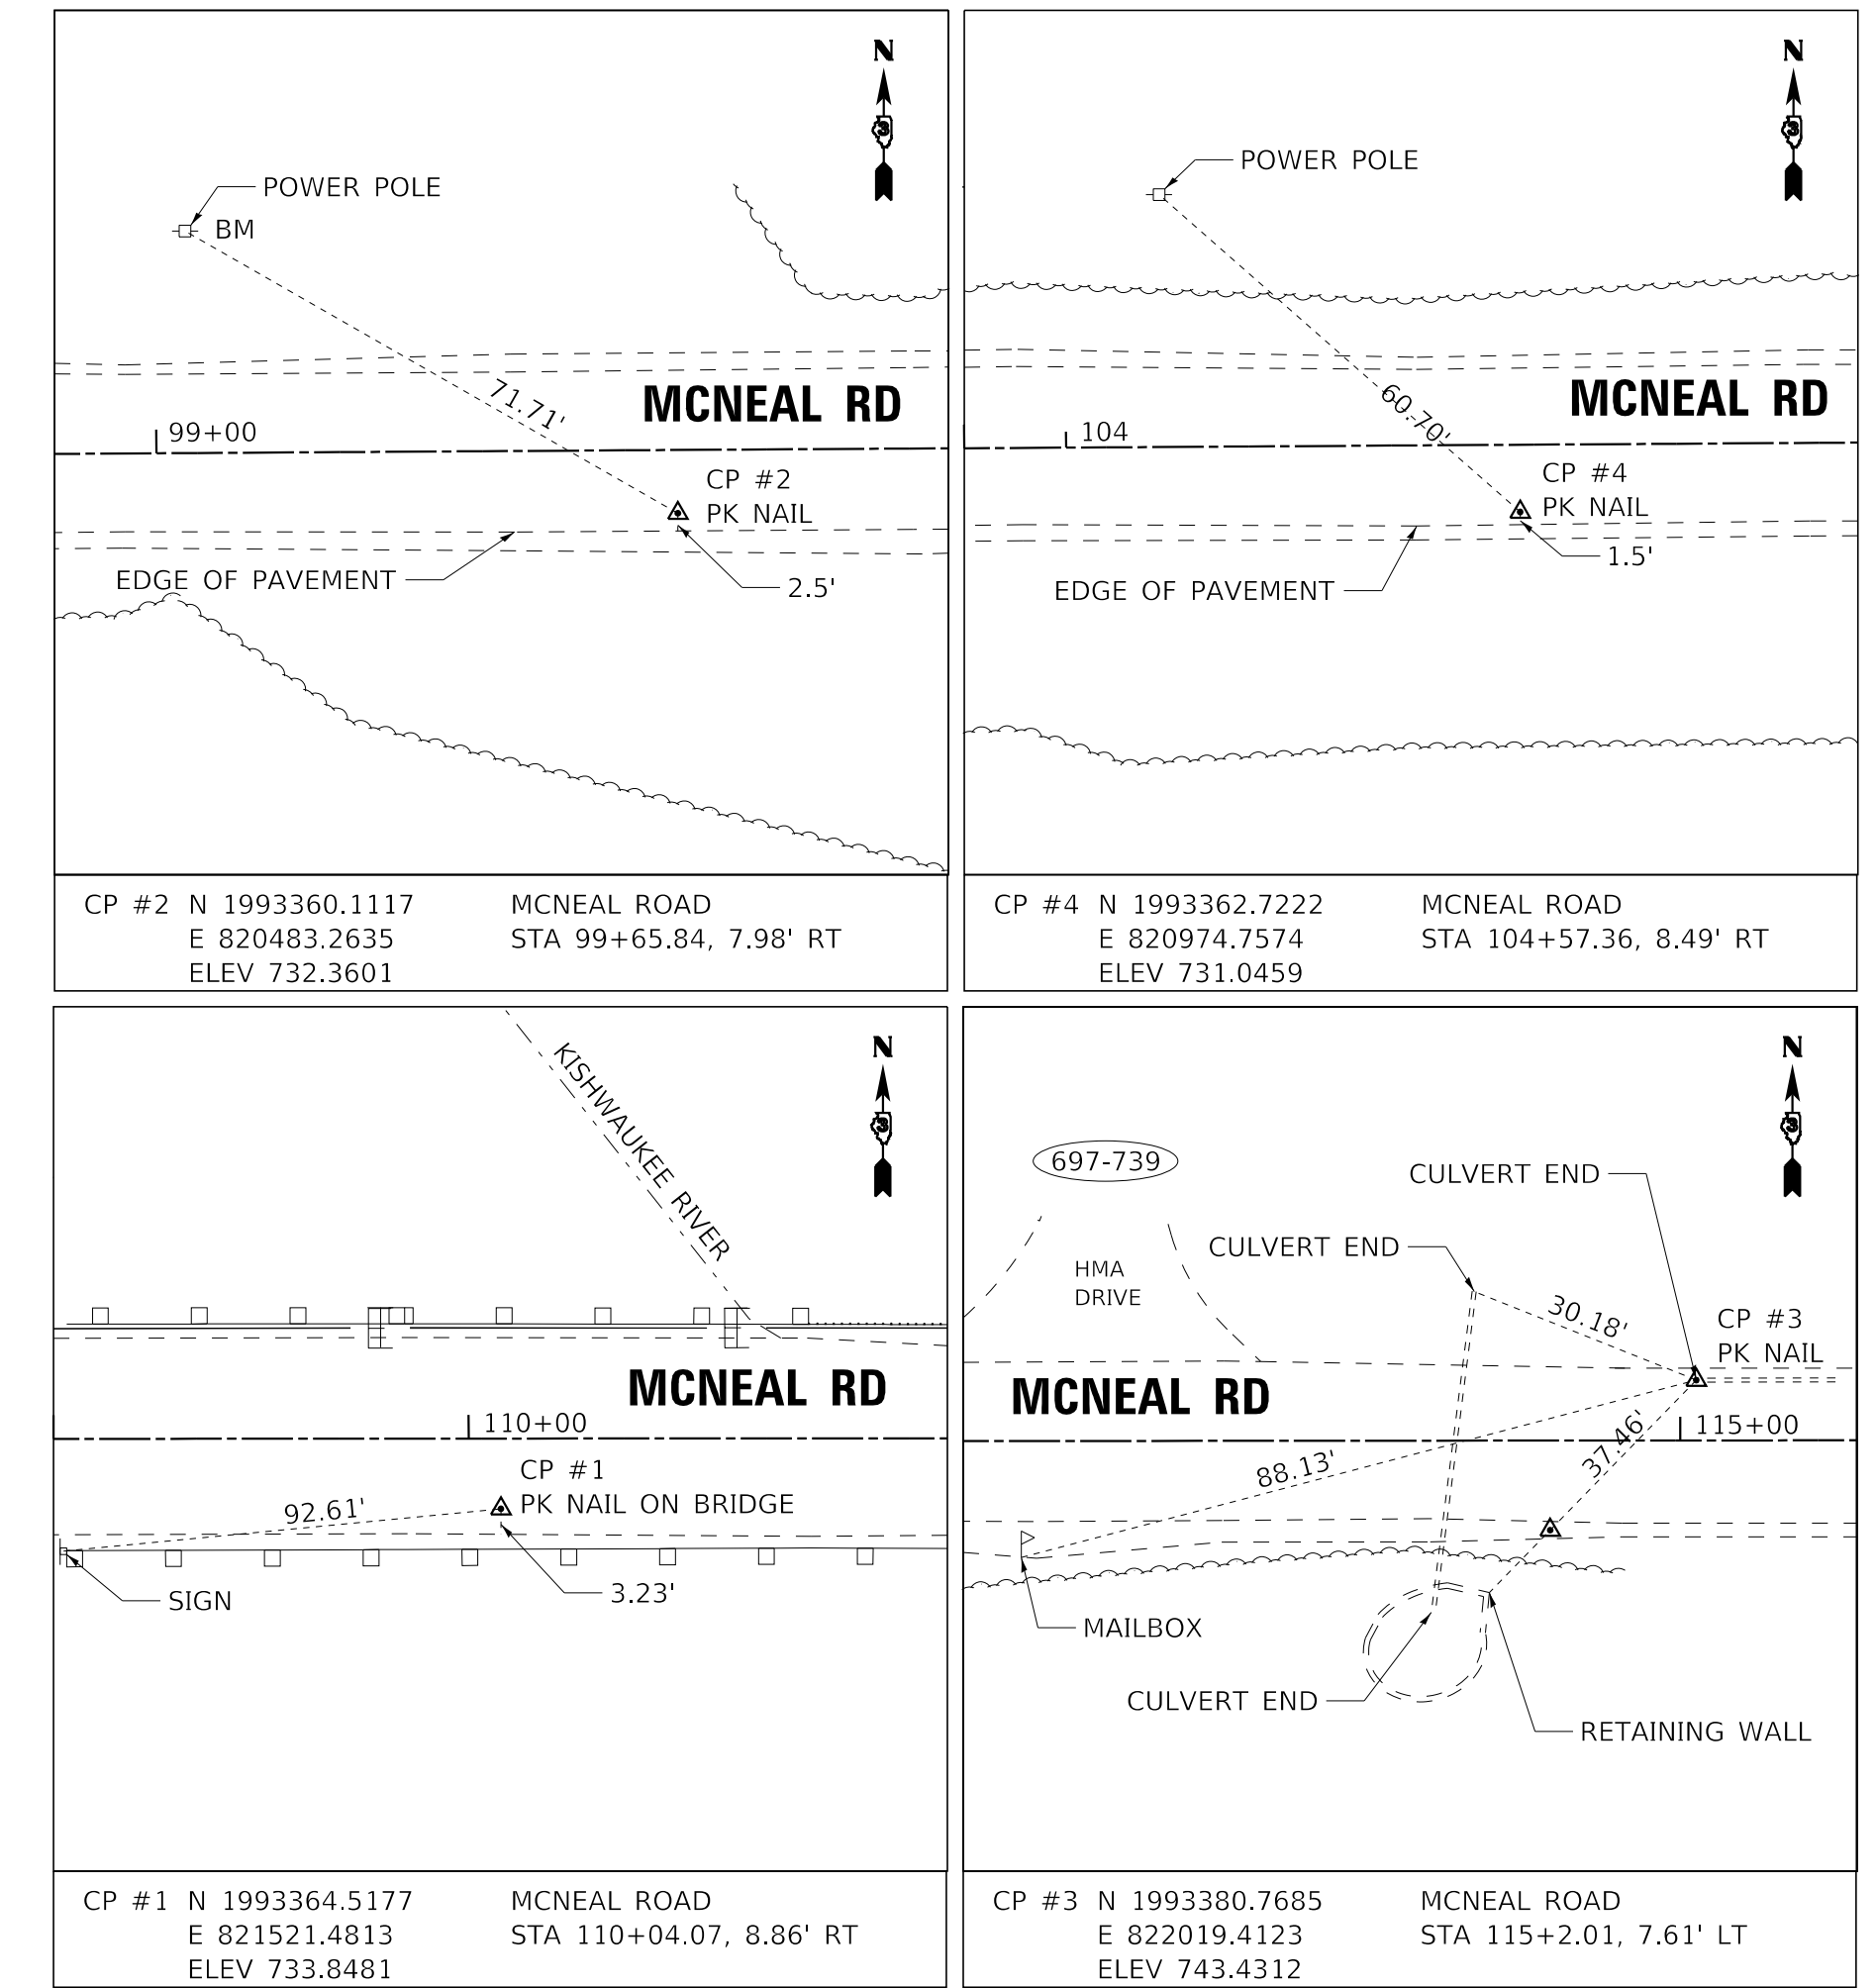 N
3
POWER POLE
BM
71.71'
MCNEAL RD
99+00
CP #2
PK NAIL
EDGE OF PAVEMENT
2.5'
CP #2 N 1993360.1117 MCNEAL ROAD
E 820483.2635 STA 99+65.84, 7.98' RT
ELEV 732.3601
N
3
POWER POLE
60.70'
MCNEAL RD
104
CP #4
PK NAIL
1.5'
EDGE OF PAVEMENT
CP #4 N 1993362.7222 MCNEAL ROAD
E 820974.7574 STA 104+57.36, 8.49' RT
ELEV 731.0459
N
3
KISHWAUKEE RIVER
MCNEAL RD
110+00
CP #1
PK NAIL ON BRIDGE
92.61'
SIGN
3.23'
CP #1 N 1993364.5177 MCNEAL ROAD
E 821521.4813 STA 110+04.07, 8.86' RT
ELEV 733.8481
N
3
697-739
CULVERT END
CULVERT END
HMA
DRIVE
30.18'
CP #3
PK NAIL
MCNEAL RD
115+00
88.13'
37.46'
MAILBOX
CULVERT END
RETAINING WALL
CP #3 N 1993380.7685 MCNEAL ROAD
E 822019.4123 STA 115+2.01, 7.61' LT
ELEV 743.4312